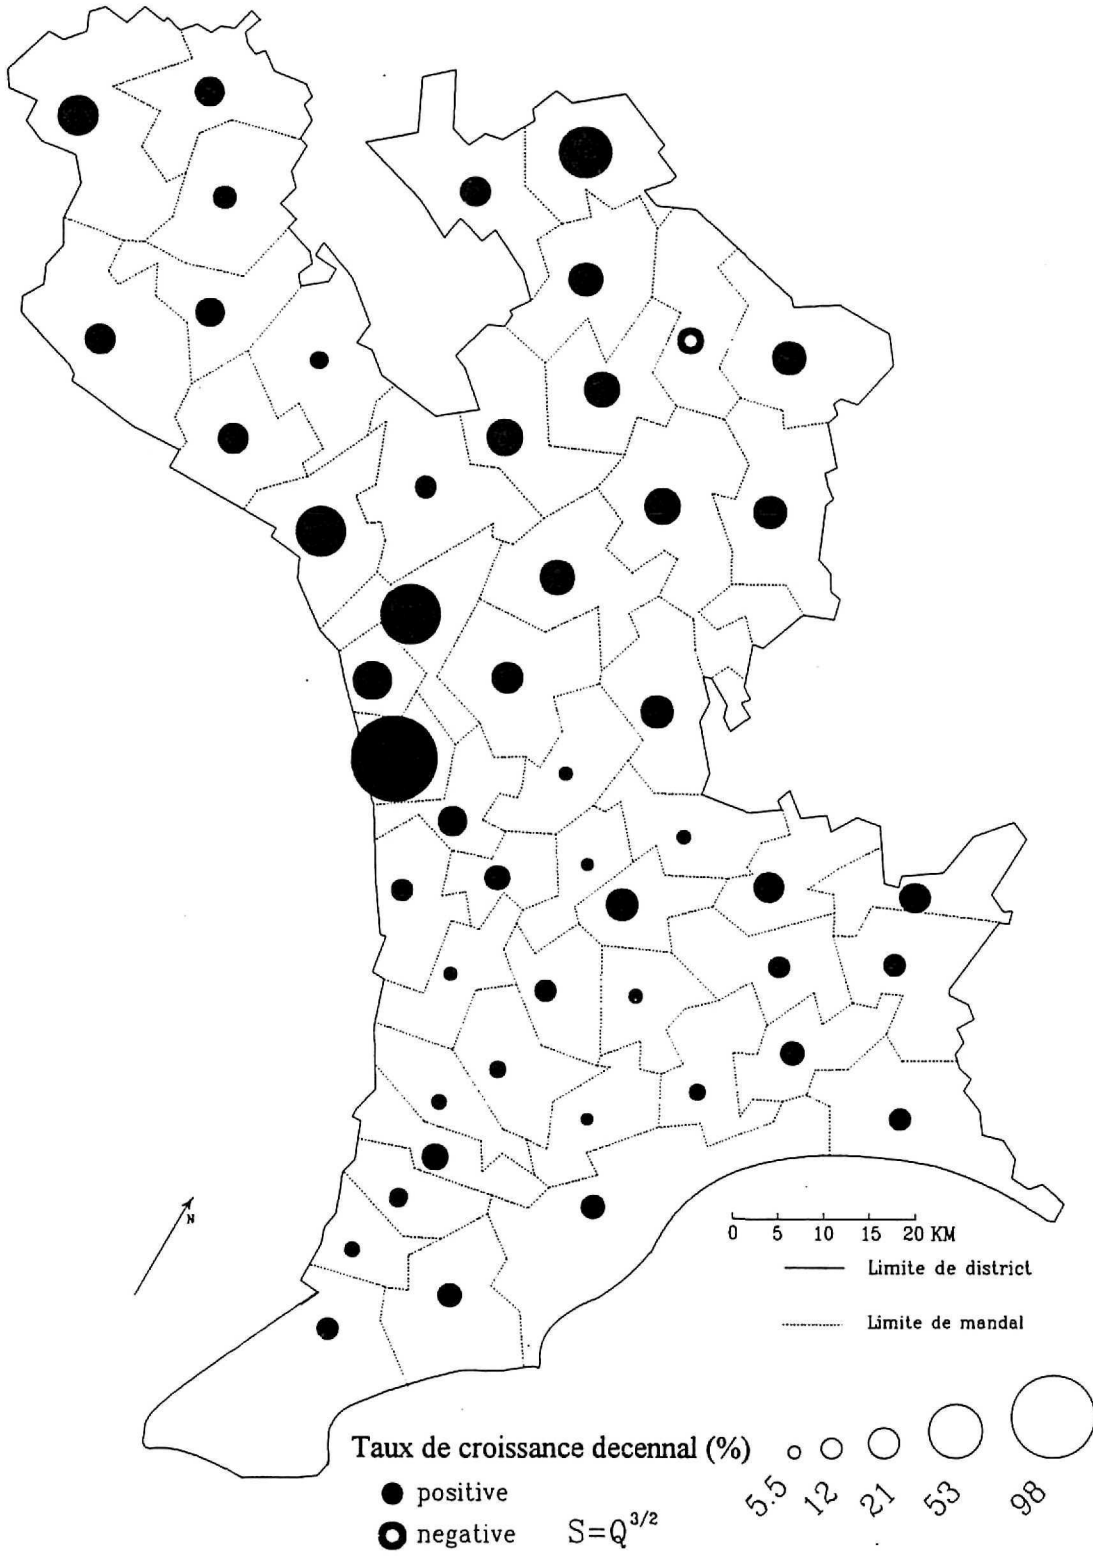 N
0 5 10 15 20 KM
Limite de district
Limite de mandal
Taux de croissance decennal (%)
5.5 12 21 53 98
positive
negative S=Q^3/2